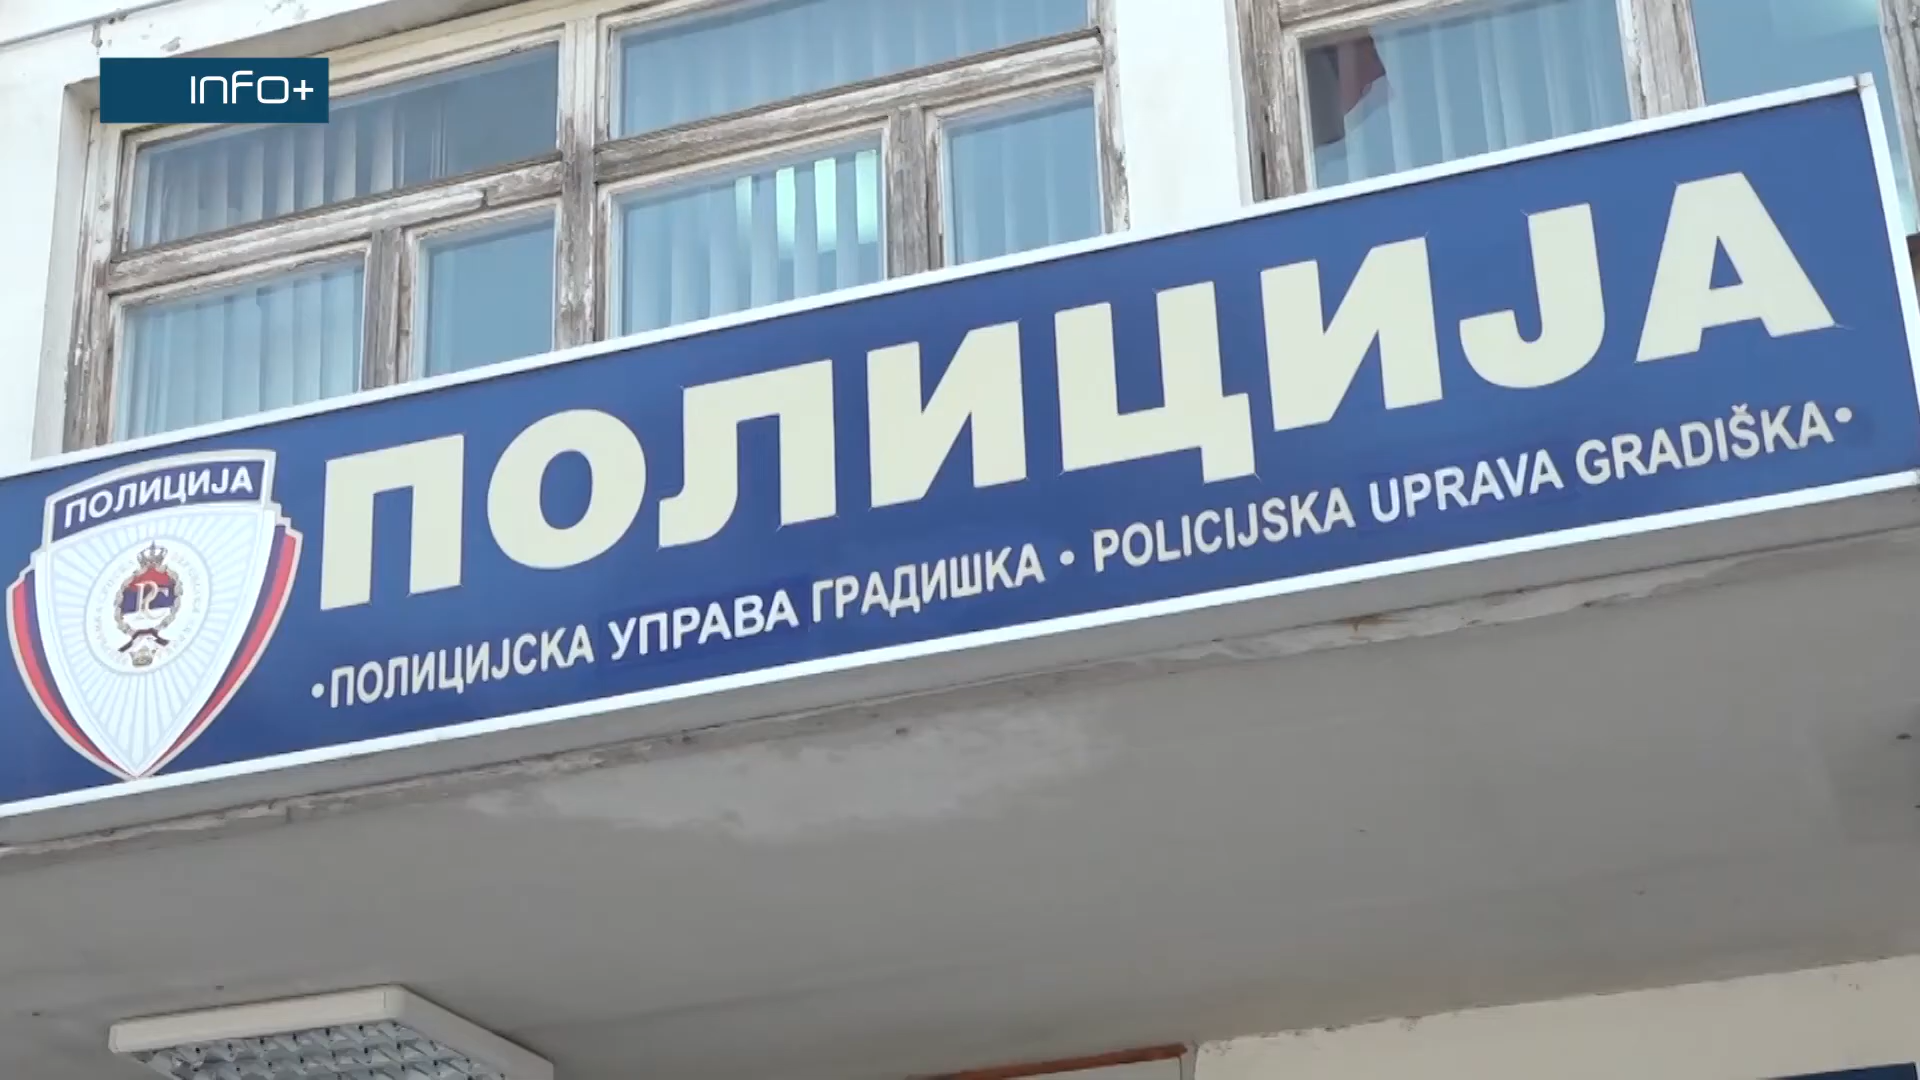 INFO+
ПОЛИЦИЈА
ПОЛИЦИЈА
•ПОЛИЦИЈСКА УПРАВА ГРАДИШКА • POLICIJSKA UPRAVA GRADIŠKA•